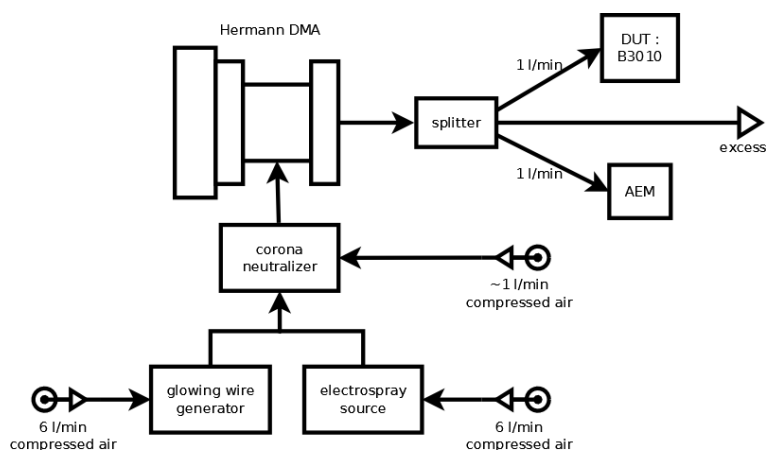 Hermann DMA
DUT :
B3010
1 l/min
splitter
excess
1 l/min
AEM
corona
neutralizer
~1 l/min
compressed air
glowing wire
generator
electrospray
source
6 l/min
compressed air
6 l/min
compressed air